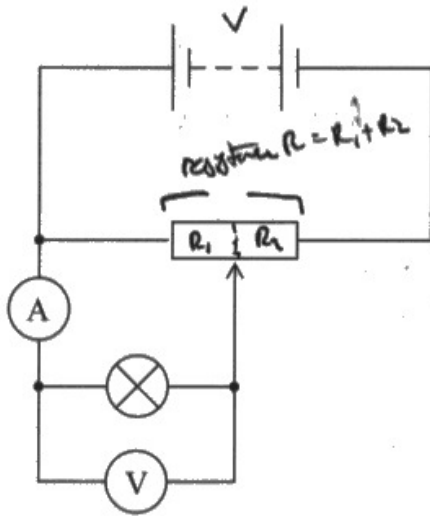 V
resistance R = R₁ + R₂
R₁ R₂
A
V